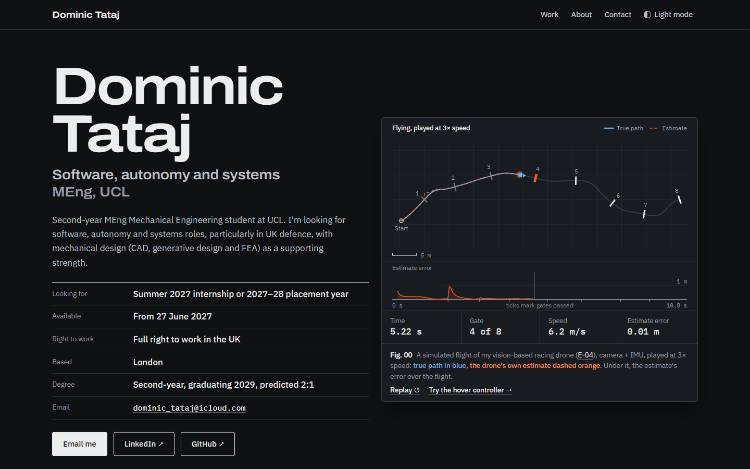 Dominic Tataj
Work About Contact Light mode
Dominic
Tataj
Software, autonomy and systems
MEng, UCL
Second-year MEng Mechanical Engineering student at UCL. I'm looking for
software, autonomy and systems roles, particularly in UK defence, with
mechanical design (CAD, generative design and FEA) as a supporting
strength.
Looking for Summer 2027 internship or 2027–28 placement year
Available From 27 June 2027
Right to work Full right to work in the UK
Based London
Degree Second-year, graduating 2029, predicted 2:1
Email dominic_tataj@icloud.com
Email me LinkedIn ↗ GitHub ↗
Flying, played at 3× speed True path Estimate
1 2 3 4 5 6 7 8
Start
5 m
Estimate error
1 m
0 s ticks mark gates passed 10.8 s
Time Gate Speed Estimate error
5.22 s 4 of 8 6.2 m/s 0.01 m
Fig. 00 A simulated flight of my vision-based racing drone (E-04), camera + IMU, played at 3×
speed: true path in blue, the drone's own estimate dashed orange. Under it, the estimate's
error over the flight.
Replay ↺ Try the hover controller →